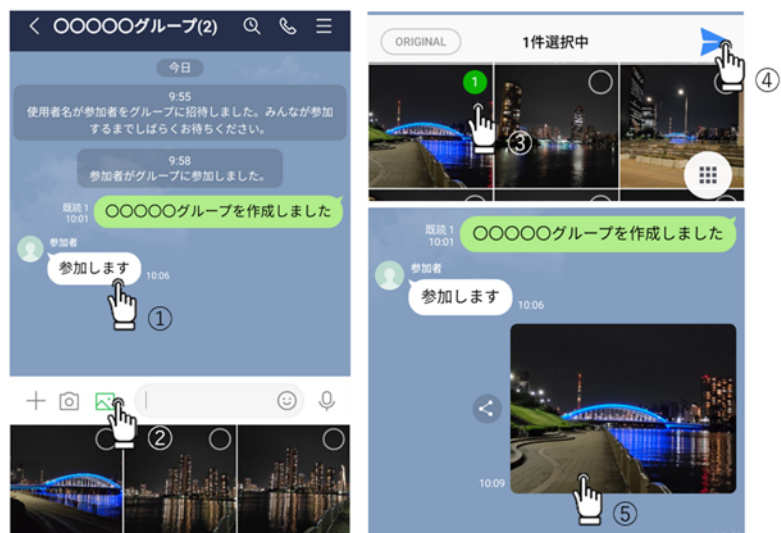 〇〇〇〇〇グループ(2)
今日
9:55
使用者名が参加者をグループに招待しました。みんなが参加
するまでしばらくお待ちください。
9:58
参加者がグループに参加しました。
既読 1
10:01
〇〇〇〇〇グループを作成しました
参加者
参加します
10:06
①
②
ORIGINAL
1件選択中
④
1
③
既読 1
10:01
〇〇〇〇〇グループを作成しました
参加者
参加します
10:06
10:09
⑤